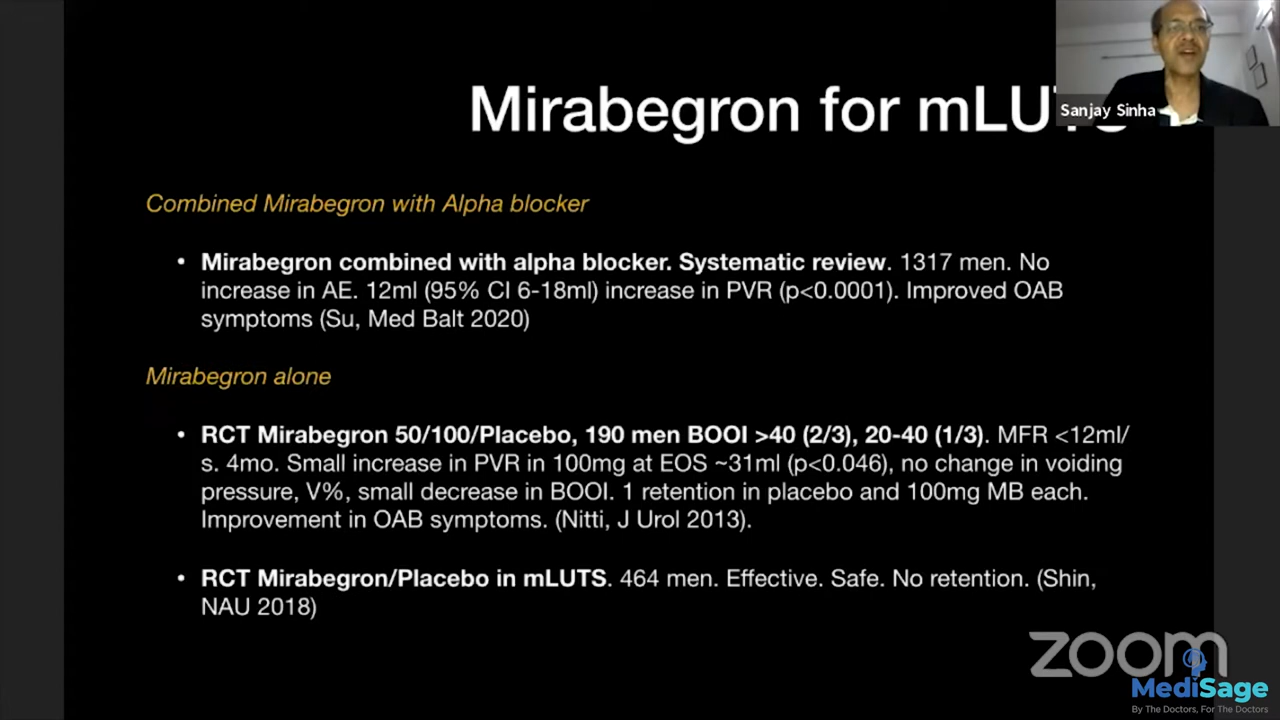 Mirabegron for mLUTS
Sanjay Sinha
Combined Mirabegron with Alpha blocker
• Mirabegron combined with alpha blocker. Systematic review. 1317 men. No
increase in AE. 12ml (95% CI 6-18ml) increase in PVR (p<0.0001). Improved OAB
symptoms (Su, Med Balt 2020)
Mirabegron alone
• RCT Mirabegron 50/100/Placebo, 190 men BOOI >40 (2/3), 20-40 (1/3). MFR <12ml/
s. 4mo. Small increase in PVR in 100mg at EOS ~31ml (p<0.046), no change in voiding
pressure, V%, small decrease in BOOI. 1 retention in placebo and 100mg MB each.
Improvement in OAB symptoms. (Nitti, J Urol 2013).
• RCT Mirabegron/Placebo in mLUTS. 464 men. Effective. Safe. No retention. (Shin,
NAU 2018)
zoom
MediSage
By The Doctors, For The Doctors